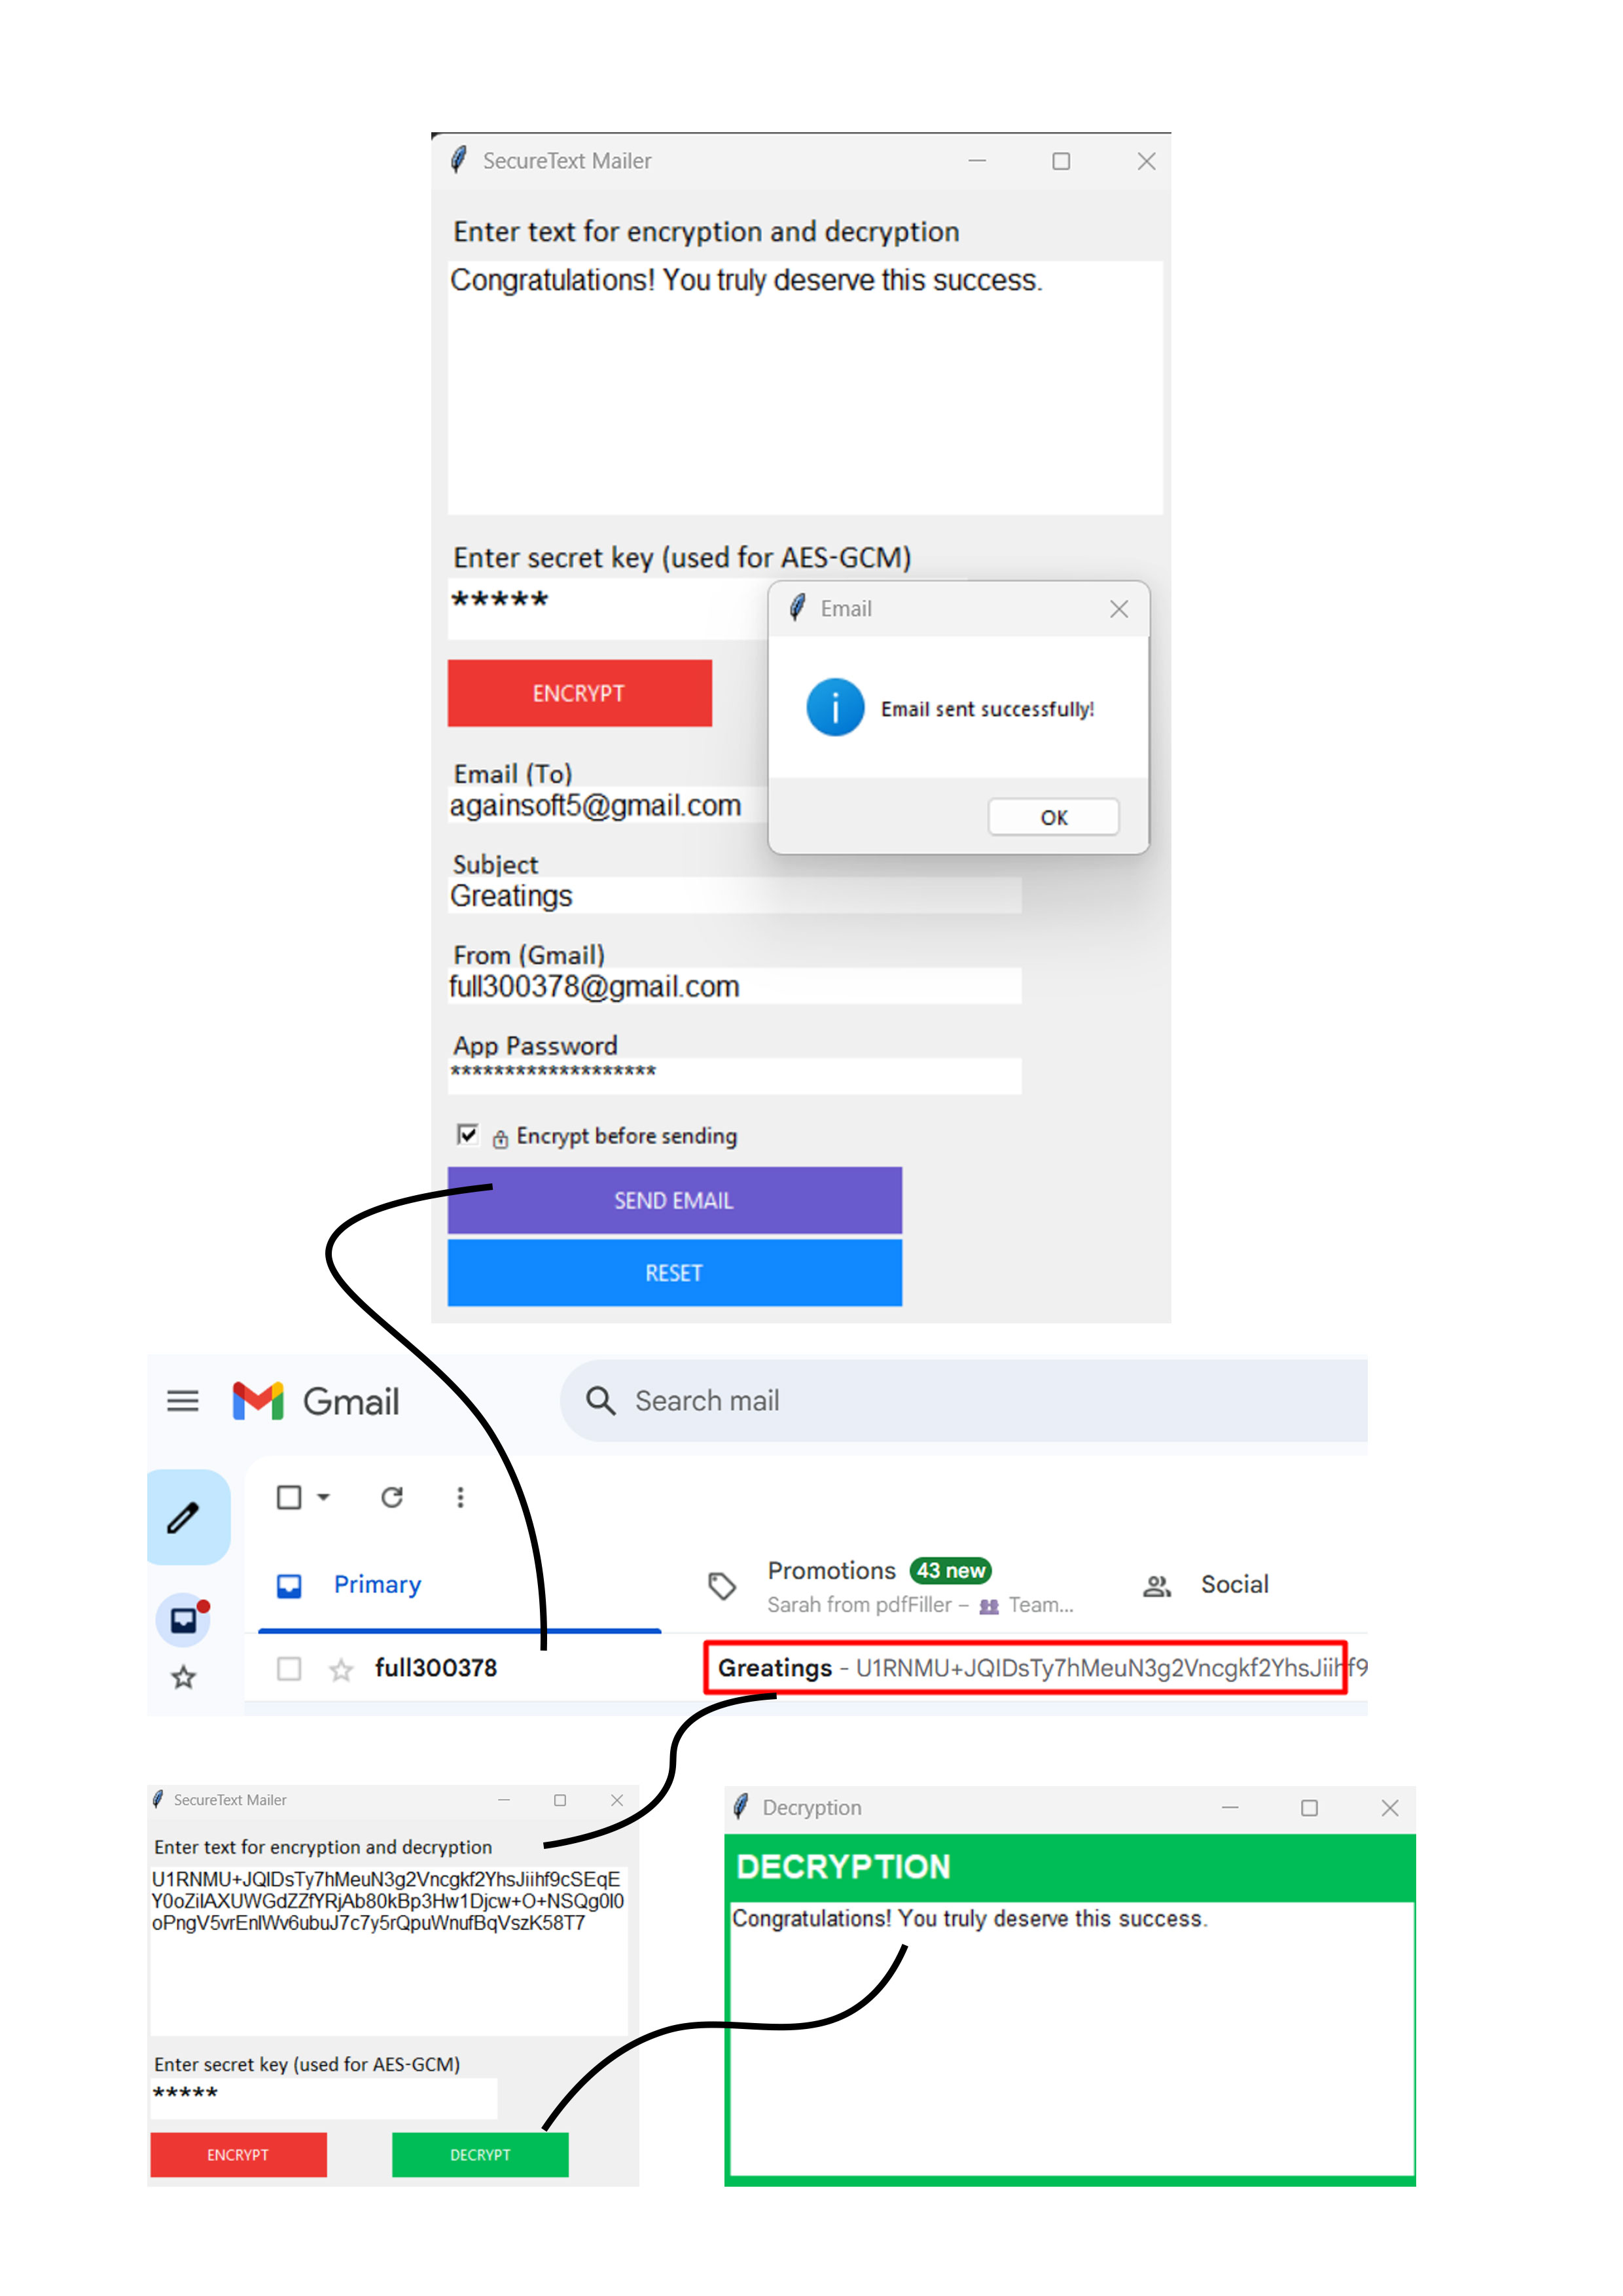 SecureText Mailer
Enter text for encryption and decryption
Congratulations! You truly deserve this success.
Enter secret key (used for AES-GCM)
*****
ENCRYPT
Email
Email sent successfully!
OK
Email (To)
againsoft5@gmail.com
Subject
Greatings
From (Gmail)
full300378@gmail.com
App Password
*******************
Encrypt before sending
SEND EMAIL
RESET
Gmail
Search mail
Primary
Promotions 43 new
Sarah from pdfFiller – Team...
Social
full300378
Greatings - U1RNMU+JQIDsTy7hMeuN3g2Vncgkf2YhsJiihf9
SecureText Mailer
Enter text for encryption and decryption
U1RNMU+JQIDsTy7hMeuN3g2Vncgkf2YhsJiihf9cSEqE
Y0oZilAXUWGdZZfYRjAb80kBp3Hw1Djcw+O+NSQg0I0
oPngV5vrEnlWv6ubuJ7c7y5rQpuWnufBqVszK58T7
Enter secret key (used for AES-GCM)
*****
ENCRYPT
DECRYPT
Decryption
DECRYPTION
Congratulations! You truly deserve this success.